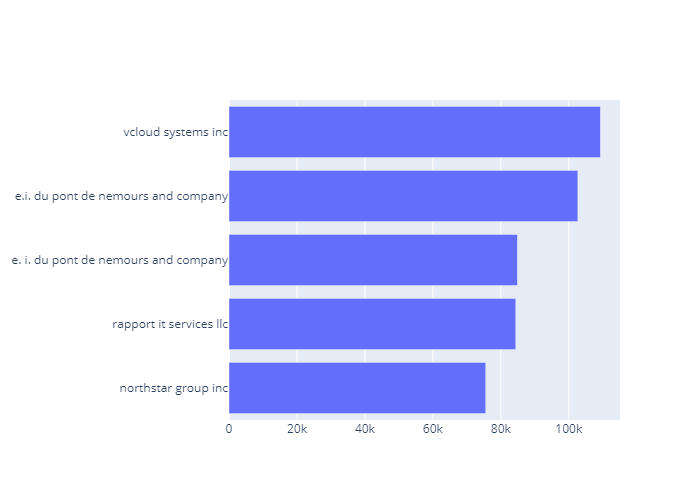 vcloud systems inc
e.i. du pont de nemours and company
e. i. du pont de nemours and company
rapport it services llc
northstar group inc
0 20k 40k 60k 80k 100k